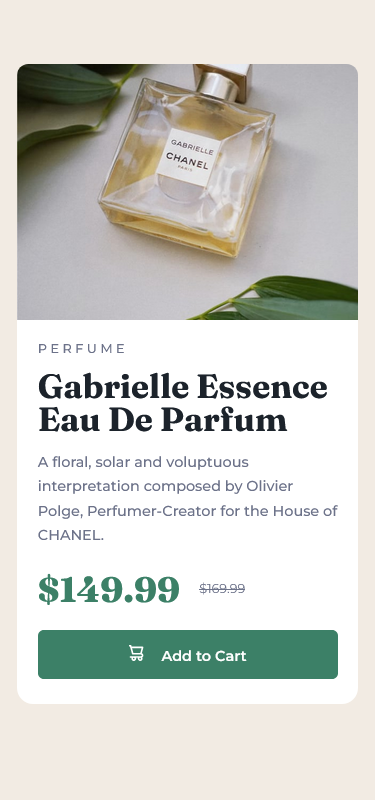 GABRIELLE
CHANEL
PARIS
PERFUME
Gabrielle Essence
Eau De Parfum
A floral, solar and voluptuous
interpretation composed by Olivier
Polge, Perfumer-Creator for the House of
CHANEL.
$149.99 $169.99
Add to Cart